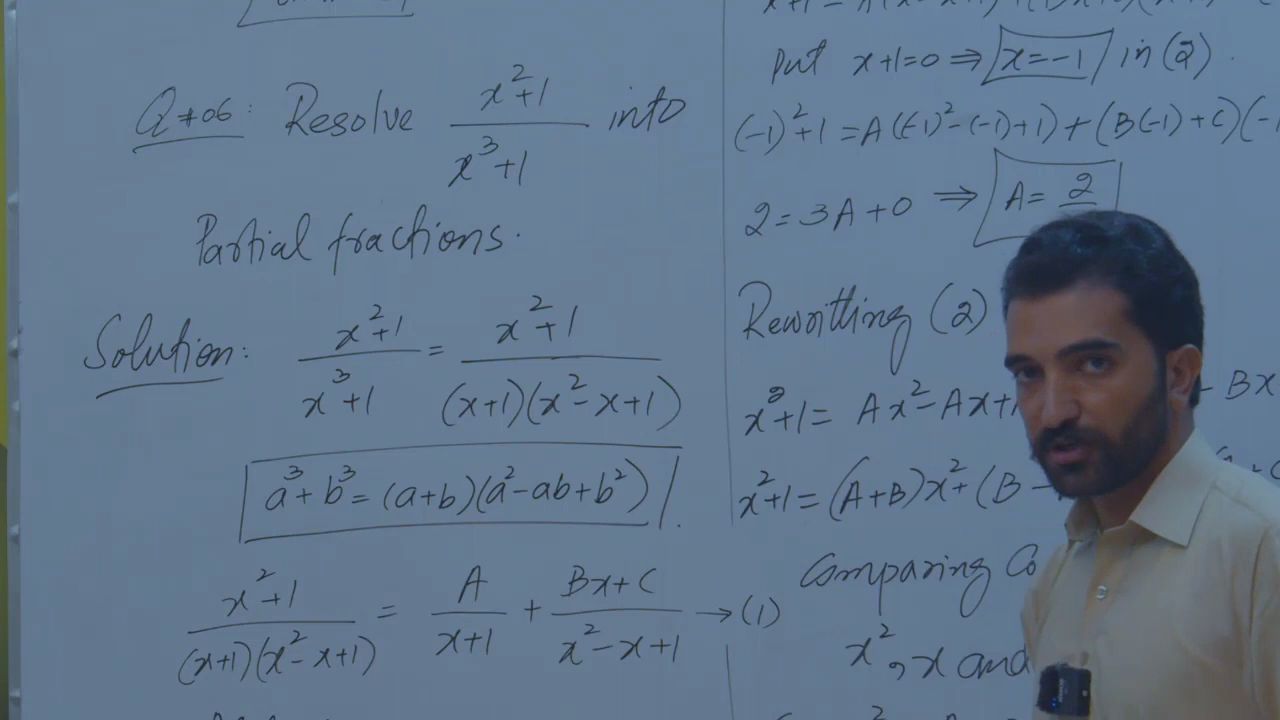 Q#06: Resolve x²+1 / x³+1 into
Partial fractions.
Solution: x²+1 / x³+1 = x²+1 / (x+1)(x²-x+1)
a³+b³=(a+b)(a²-ab+b²)
x²+1 / (x+1)(x²-x+1) = A / x+1 + Bx+C / x²-x+1 → (1)
Put x+1=0 ⇒ x=-1 in (2).
(-1)²+1 = A((-1)²-(-1)+1)+(B(-1)+C)(-1
2=3A+0 ⇒ A= 2
Rewritting (2)
x²+1 = Ax²-Ax+ Bx
x²+1 = (A+B)x²+(B-
Comparing Co
x², x and